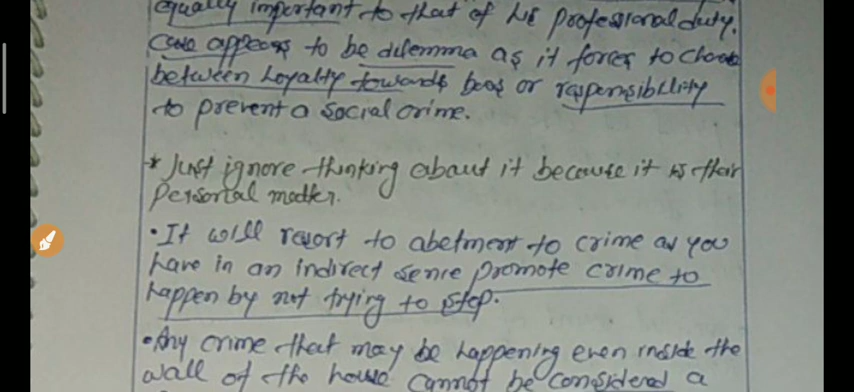 equally important to that of his professional duty.
Case appears to be dilemma as it forces to choose
between loyalty towards boss or responsibility
to prevent a social crime.
* Just ignore thinking about it because it is their
Personal matter.
• It will resort to abetment to crime as you
have in an indirect sense promote crime to
happen by not trying to stop.
• Any crime that may be happening even inside the
wall of the house cannot be considered a